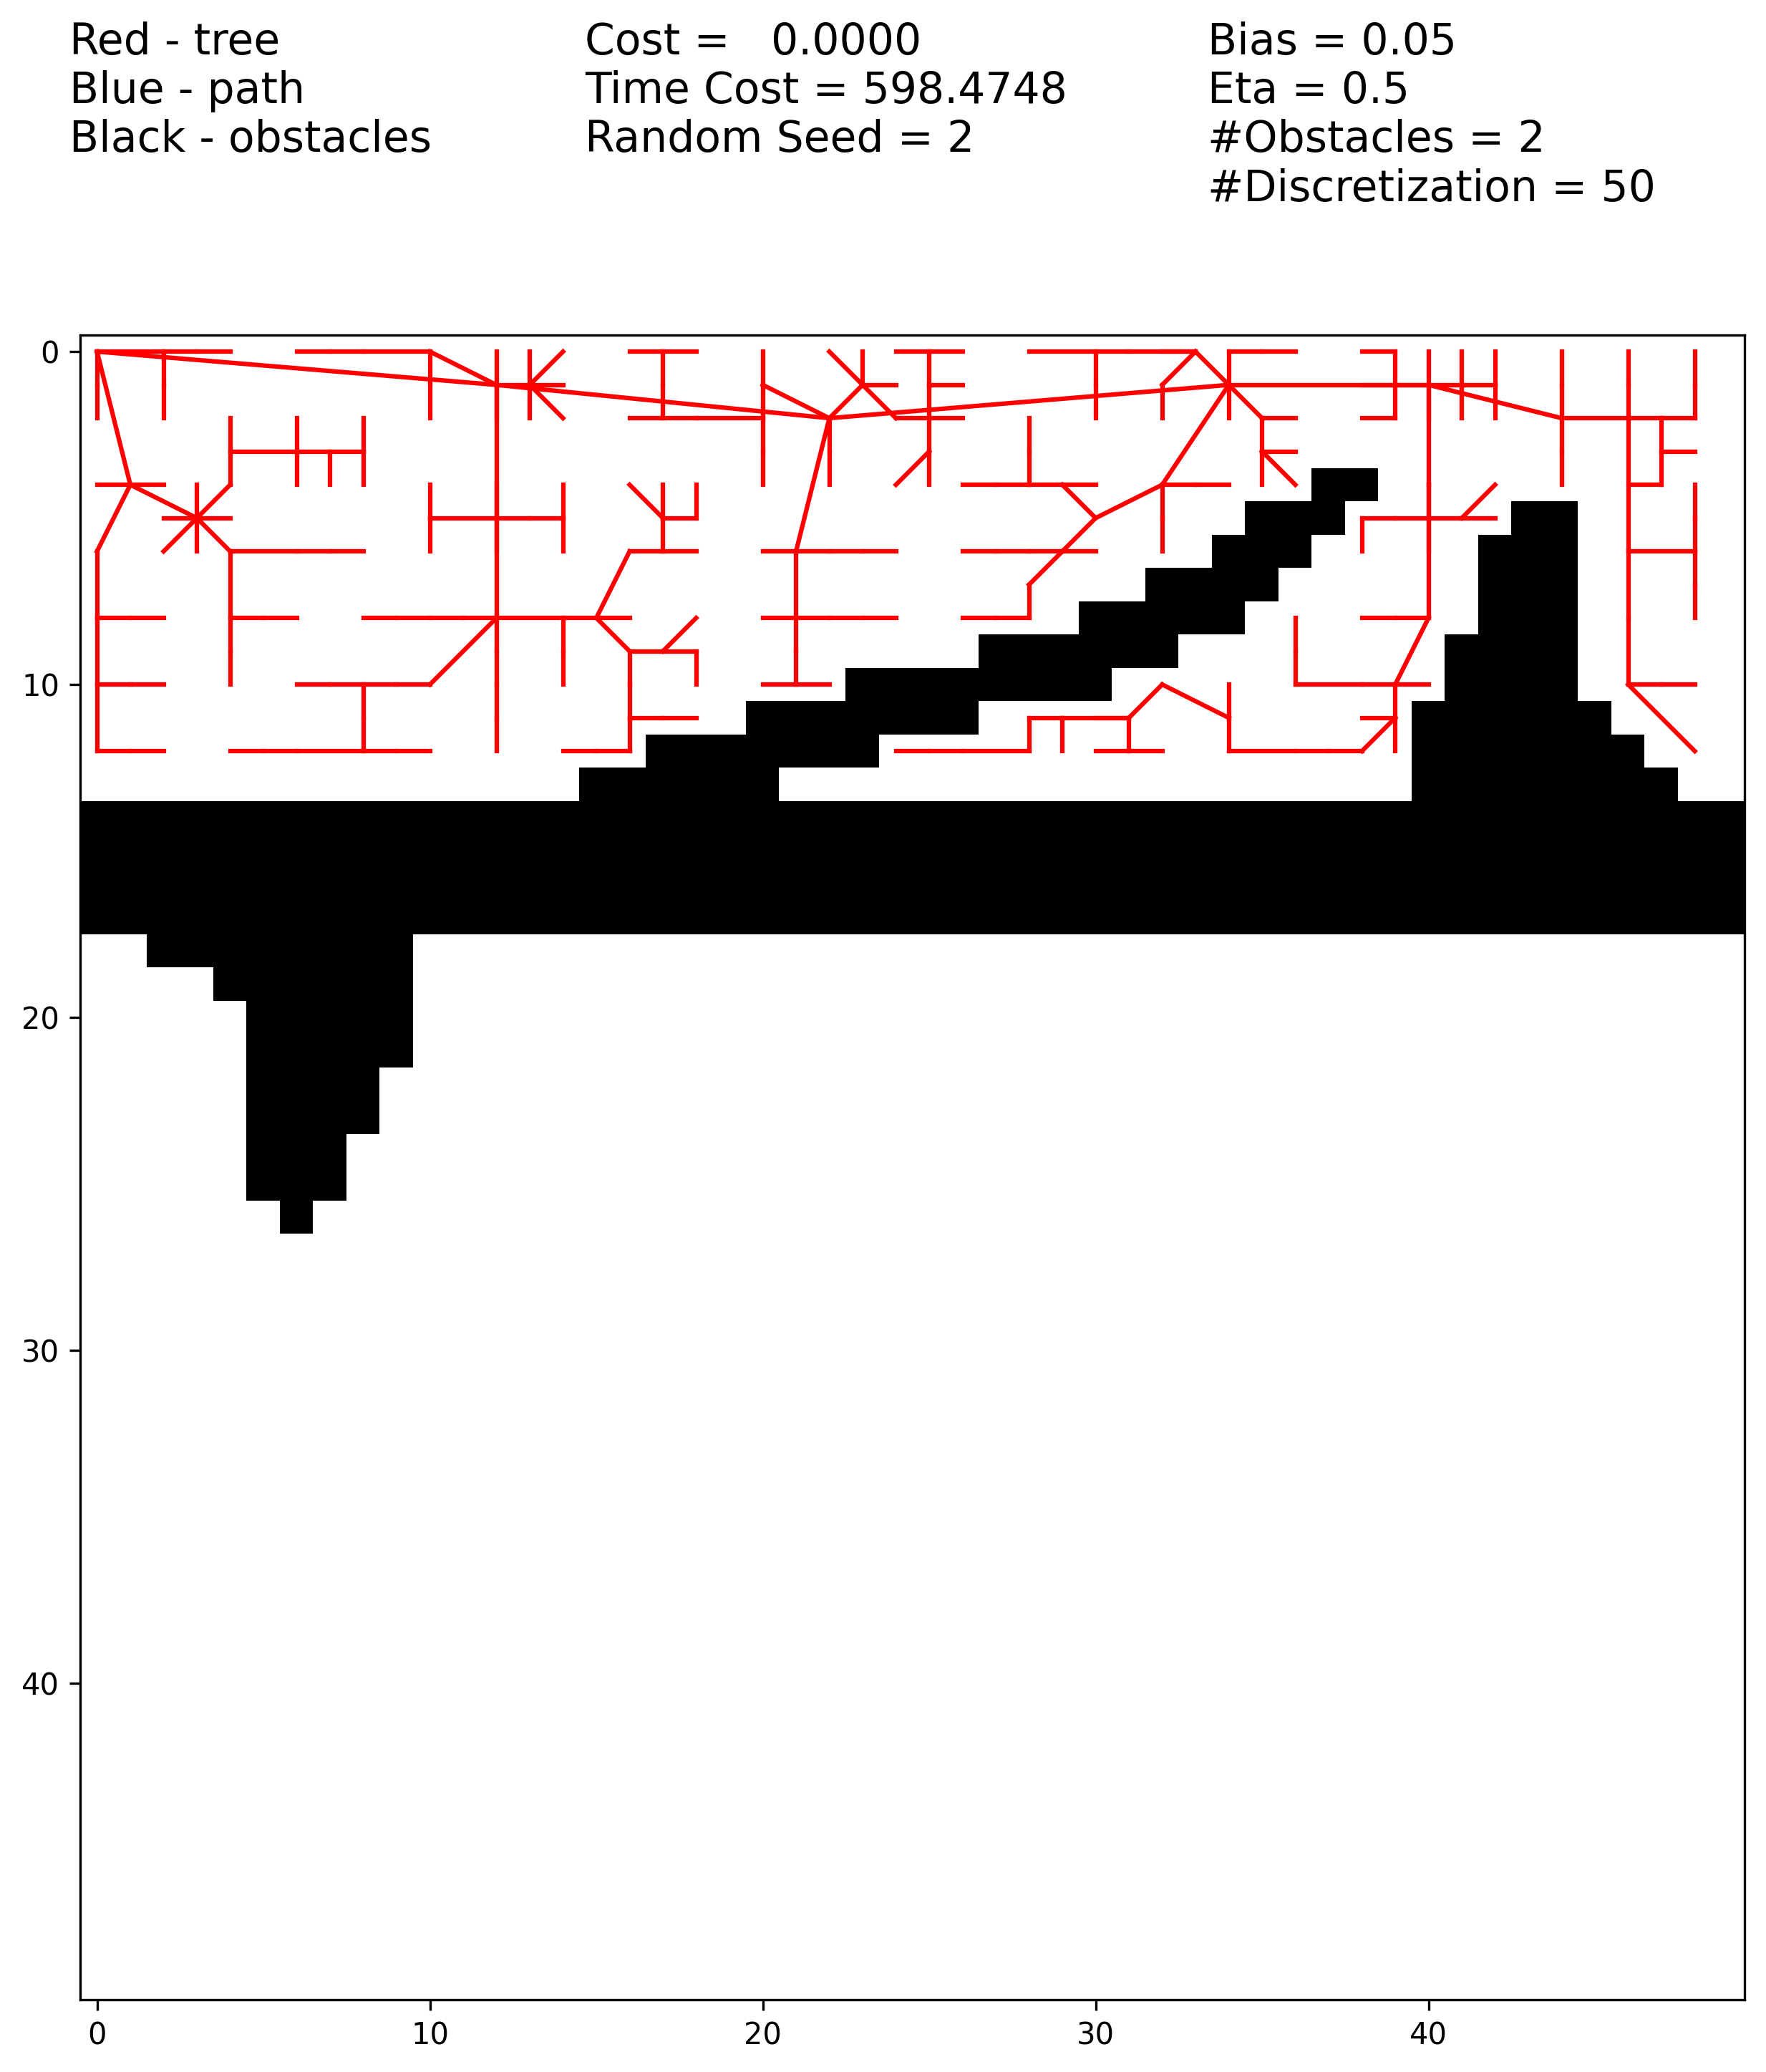 Red - tree
Blue - path
Black - obstacles
Cost = 0.0000
Time Cost = 598.4748
Random Seed = 2
Bias = 0.05
Eta = 0.5
#Obstacles = 2
#Discretization = 50
0
10
20
30
40
0
10
20
30
40